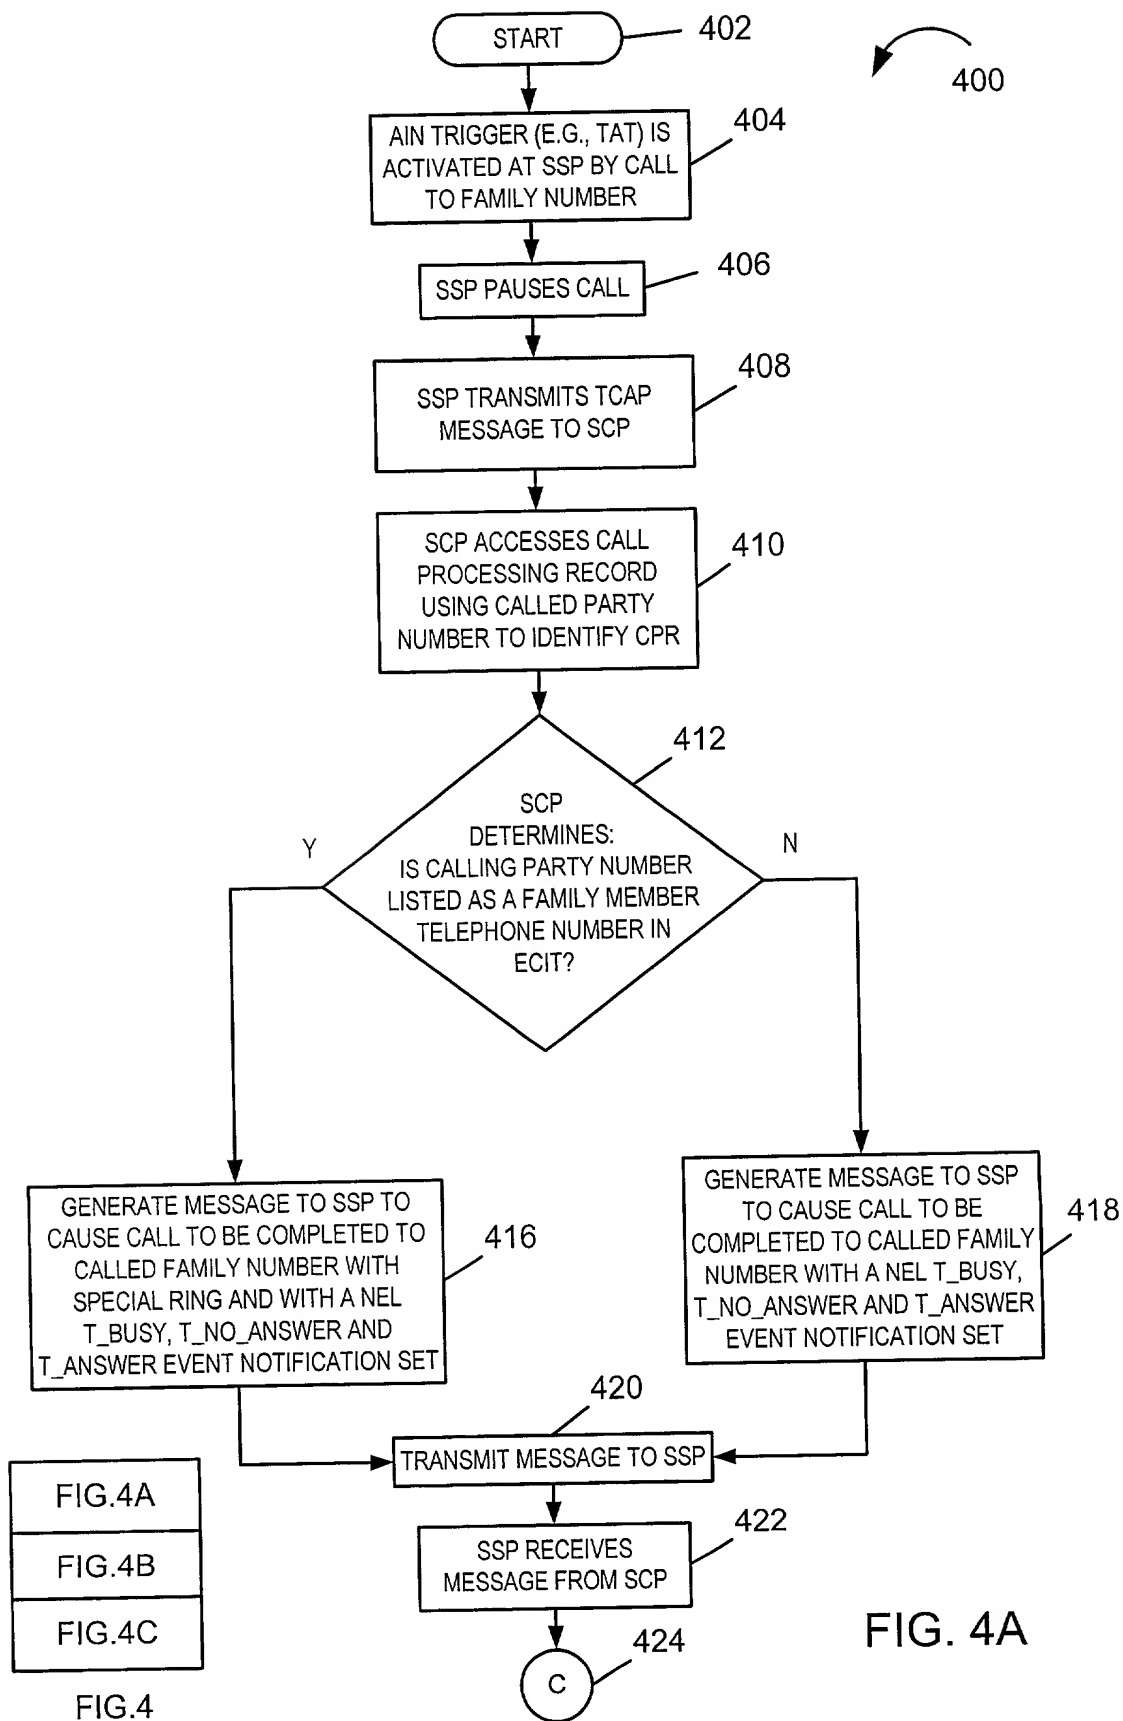 START
402
400
AIN TRIGGER (E.G., TAT) IS
ACTIVATED AT SSP BY CALL
TO FAMILY NUMBER
404
SSP PAUSES CALL
406
SSP TRANSMITS TCAP
MESSAGE TO SCP
408
SCP ACCESSES CALL
PROCESSING RECORD
USING CALLED PARTY
NUMBER TO IDENTIFY CPR
410
412
SCP
DETERMINES:
IS CALLING PARTY NUMBER
LISTED AS A FAMILY MEMBER
TELEPHONE NUMBER IN
ECIT?
Y
N
GENERATE MESSAGE TO SSP TO
CAUSE CALL TO BE COMPLETED TO
CALLED FAMILY NUMBER WITH
SPECIAL RING AND WITH A NEL
T_BUSY, T_NO_ANSWER AND
T_ANSWER EVENT NOTIFICATION SET
416
GENERATE MESSAGE TO SSP
TO CAUSE CALL TO BE
COMPLETED TO CALLED FAMILY
NUMBER WITH A NEL T_BUSY,
T_NO_ANSWER AND T_ANSWER
EVENT NOTIFICATION SET
418
420
TRANSMIT MESSAGE TO SSP
SSP RECEIVES
MESSAGE FROM SCP
422
C
424
FIG.4A
FIG.4B
FIG.4C
FIG.4
FIG. 4A